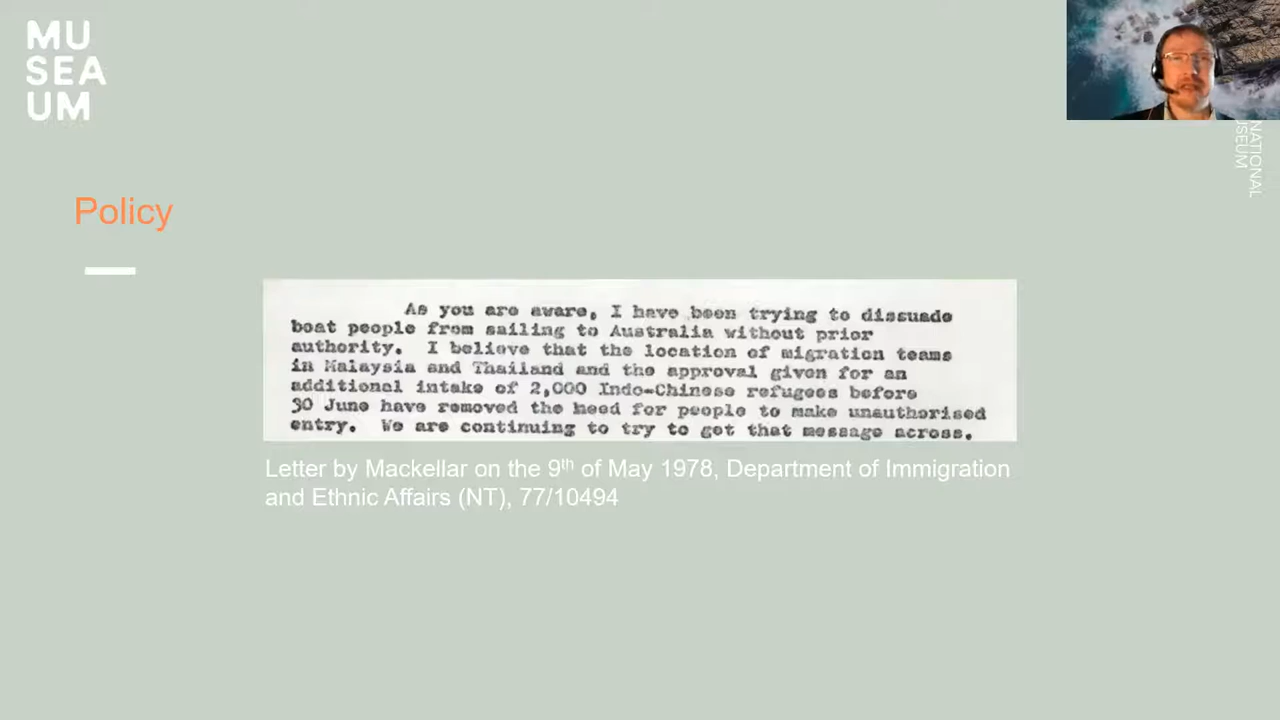 MU
SEA
UM
NATIONAL
USEUM
Policy
As you are aware, I have been trying to dissuade
boat people from sailing to Australia without prior
authority. I believe that the location of migration teams
in Malaysia and Thailand and the approval given for an
additional intake of 2,000 Indo-Chinese refugees before
30 June have removed the need for people to make unauthorised
entry. We are continuing to try to get that message across.
Letter by Mackellar on the 9th of May 1978, Department of Immigration
and Ethnic Affairs (NT), 77/10494